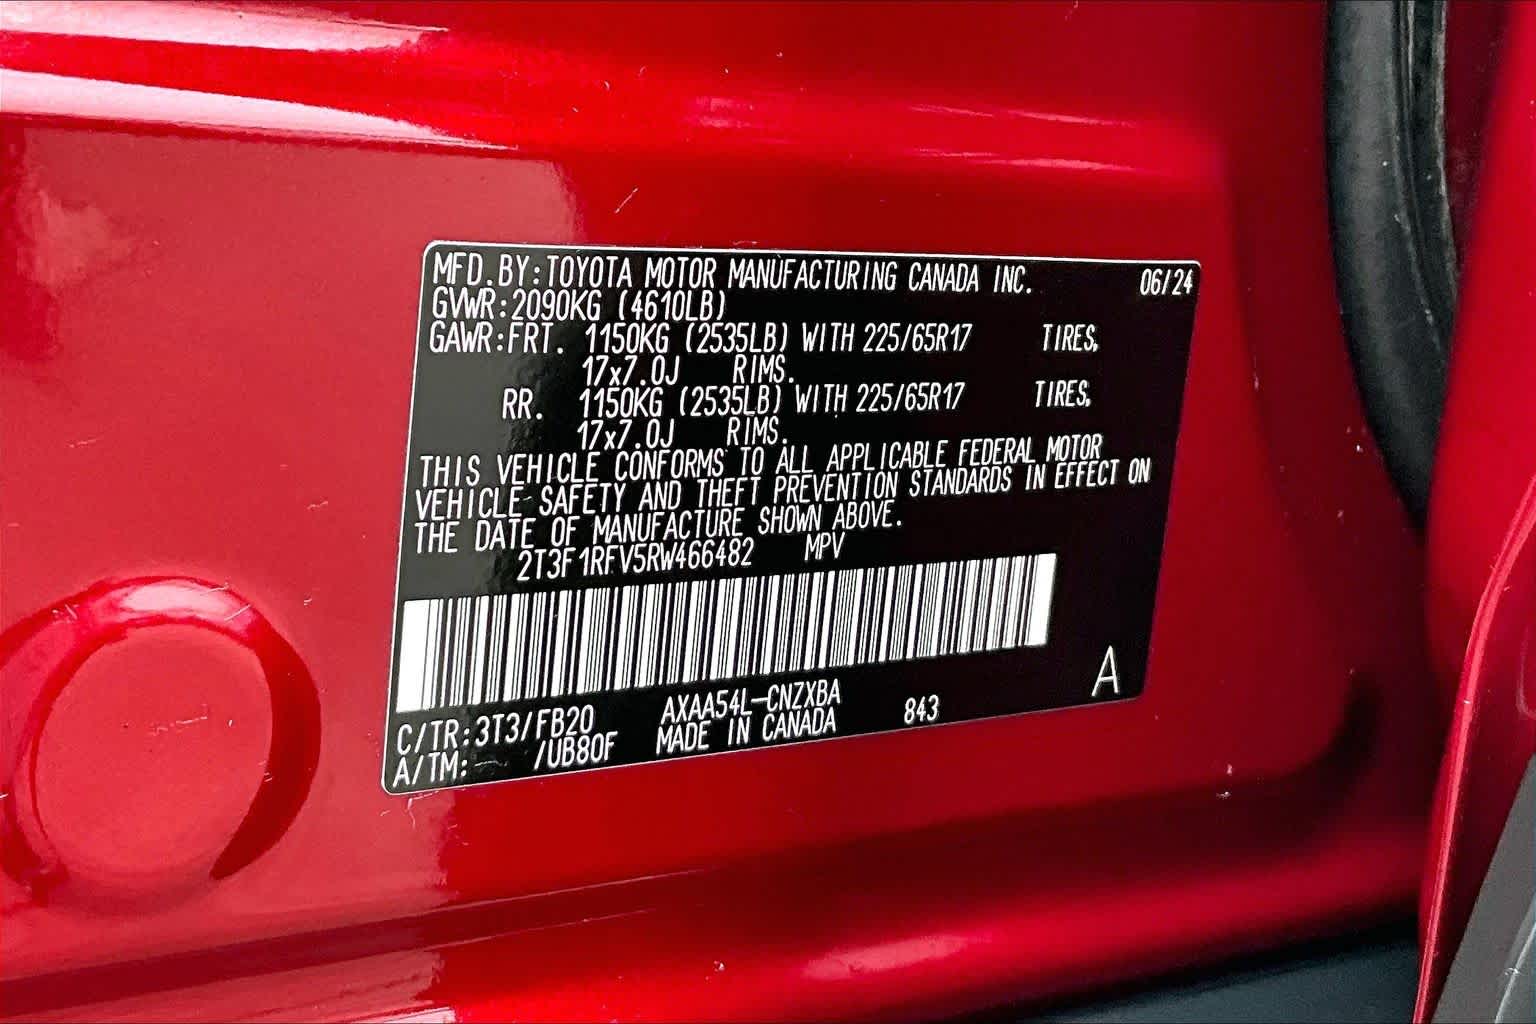 MFD.BY:TOYOTA MOTOR MANUFACTURING CANADA INC. 06/24
GVWR:2090KG (4610LB)
GAWR:FRT. 1150KG (2535LB) WITH 225/65R17 TIRES,
17x7.0J RIMS.
RR. 1150KG (2535LB) WITH 225/65R17 TIRES,
17x7.0J RIMS.
THIS VEHICLE CONFORMS TO ALL APPLICABLE FEDERAL MOTOR
VEHICLE SAFETY AND THEFT PREVENTION STANDARDS IN EFFECT ON
THE DATE OF MANUFACTURE SHOWN ABOVE.
2T3F1RFV5RW466482 MPV
A
C/TR:3T3/FB20 AXAA54L-CNZXBA 843
A/TM: /UB80F MADE IN CANADA